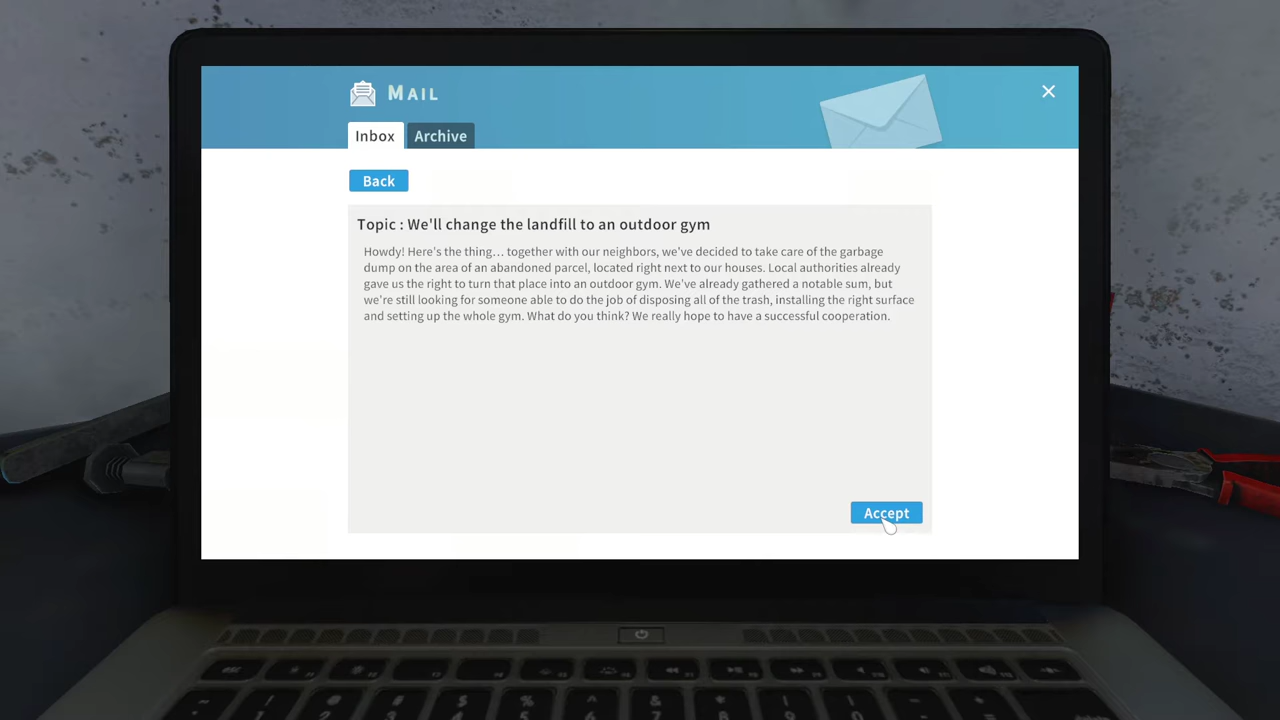 MAIL
Inbox
Archive
Back
Topic : We'll change the landfill to an outdoor gym
Howdy! Here's the thing... together with our neighbors, we've decided to take care of the garbage
dump on the area of an abandoned parcel, located right next to our houses. Local authorities already
gave us the right to turn that place into an outdoor gym. We've already gathered a notable sum, but
we're still looking for someone able to do the job of disposing all of the trash, installing the right surface
and setting up the whole gym. What do you think? We really hope to have a successful cooperation.
Accept